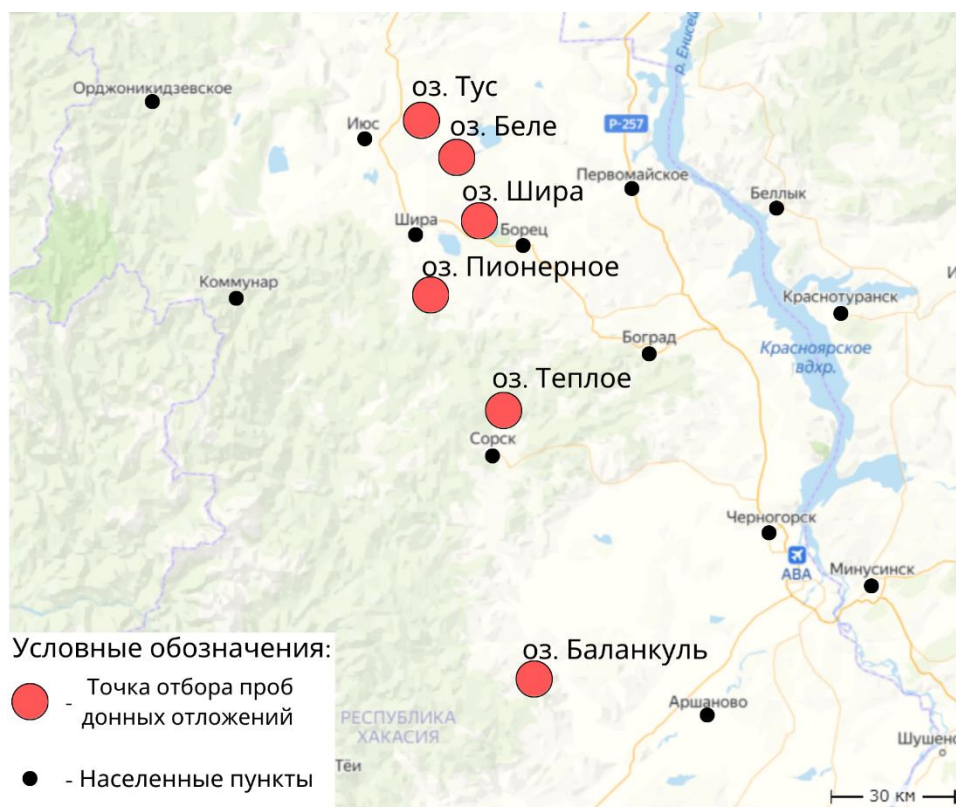 р. Енисей
Орджоникидзевское
оз. Тус
Июс
оз. Беле
Р-257
Первомайское
Беллык
оз. Шира
Шира
Борец
оз. Пионерное
Коммунар
Краснотуранск
Боград
Красноярское
вдхр.
оз. Теплое
Сорск
Черногорск
ABA
Минусинск
Условные обозначения:
оз. Баланкуль
- Точка отбора проб
донных отложений
РЕСПУБЛИКА
ХАКАСИЯ
Аршаново
Шушенс
Тёи
- Населенные пункты
30 км